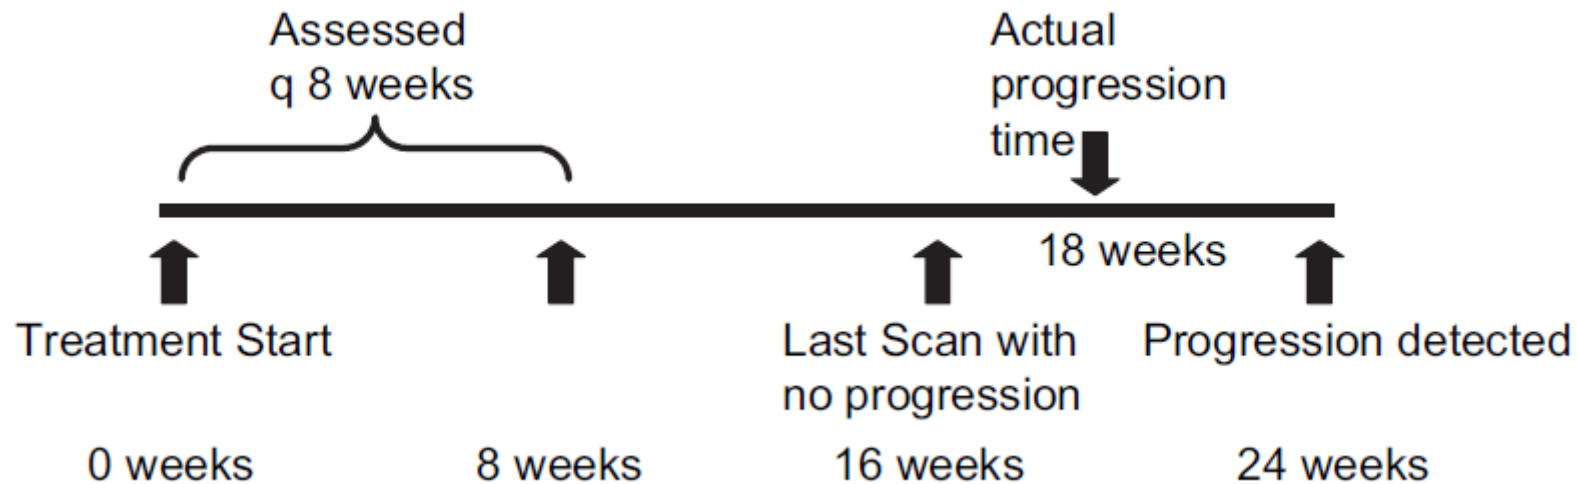 Assessed
q 8 weeks
Actual
progression
time
18 weeks
Treatment Start
Last Scan with
no progression
Progression detected
0 weeks
8 weeks
16 weeks
24 weeks